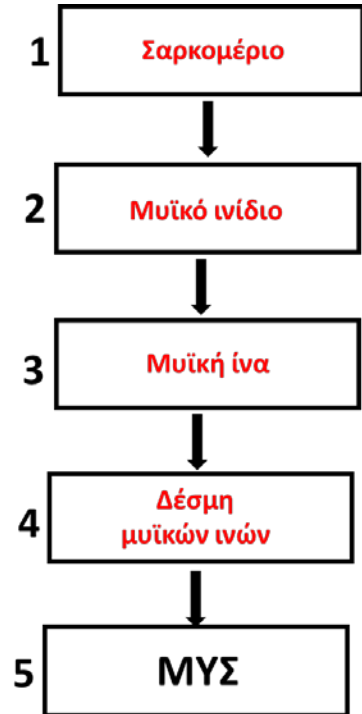 1 Σαρκομέριο
2 Μυϊκό ινίδιο
3 Μυϊκή ίνα
4 Δέσμη
μυϊκών ινών
5 ΜΥΣ